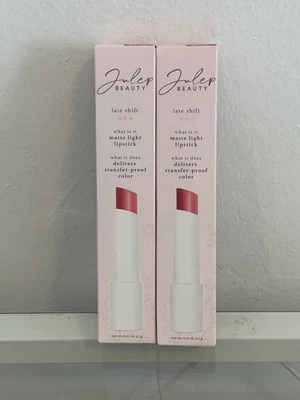 Julep
BEAUTY
late shift
what is it
matte light
lipstick
what it does
delivers
transfer-proof
color
Julep
BEAUTY
late shift
what is it
matte light
lipstick
what it does
delivers
transfer-proof
color